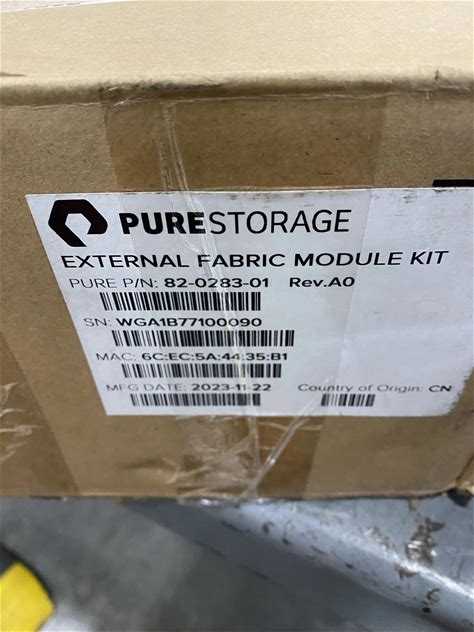 PURESTORAGE
EXTERNAL FABRIC MODULE KIT
PURE P/N: 82-0283-01 Rev.A0
SN: WGA1B77100090
MAC: 6C:EC:5A:44:35:B1
MFG DATE: 2023-11-22 Country of Origin: CN